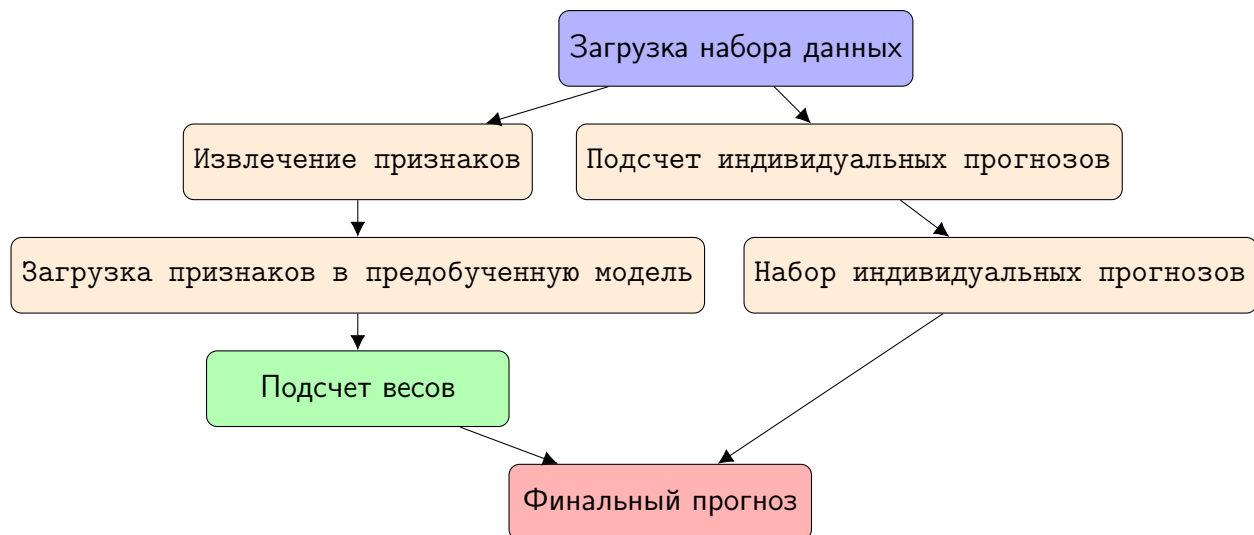 Загрузка набора данных
Извлечение признаков
Подсчет индивидуальных прогнозов
Загрузка признаков в предобученную модель
Набор индивидуальных прогнозов
Подсчет весов
Финальный прогноз